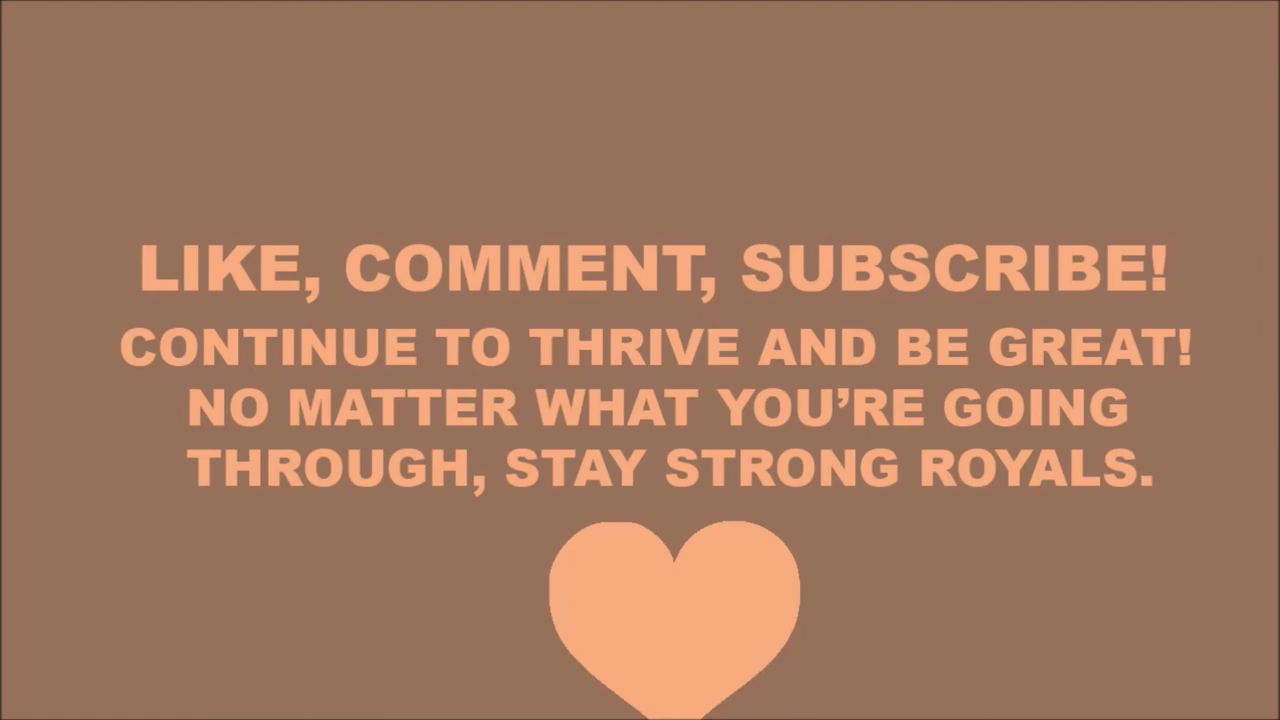 LIKE, COMMENT, SUBSCRIBE!
CONTINUE TO THRIVE AND BE GREAT!
NO MATTER WHAT YOU’RE GOING
THROUGH, STAY STRONG ROYALS.